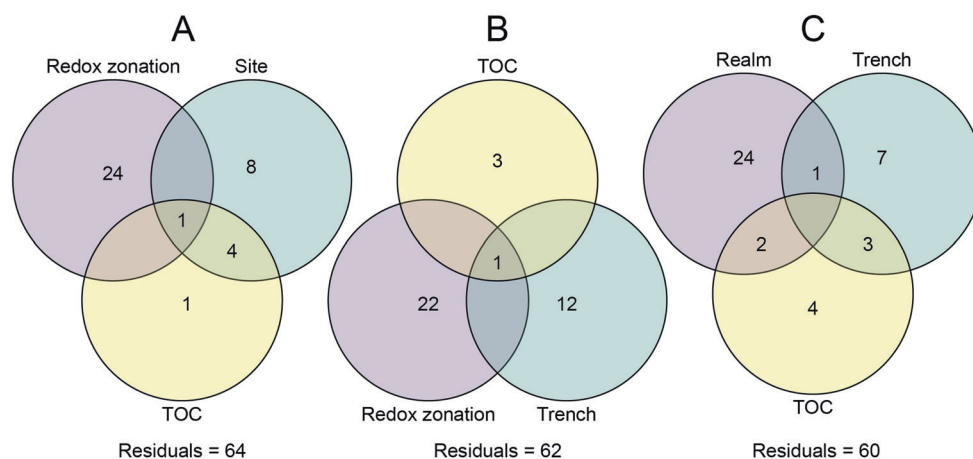 A
Redox zonation
Site
24
8
1
4
1
TOC
Residuals = 64
B
TOC
3
1
22
12
Redox zonation
Trench
Residuals = 62
C
Realm
Trench
24
1
7
2
3
4
TOC
Residuals = 60